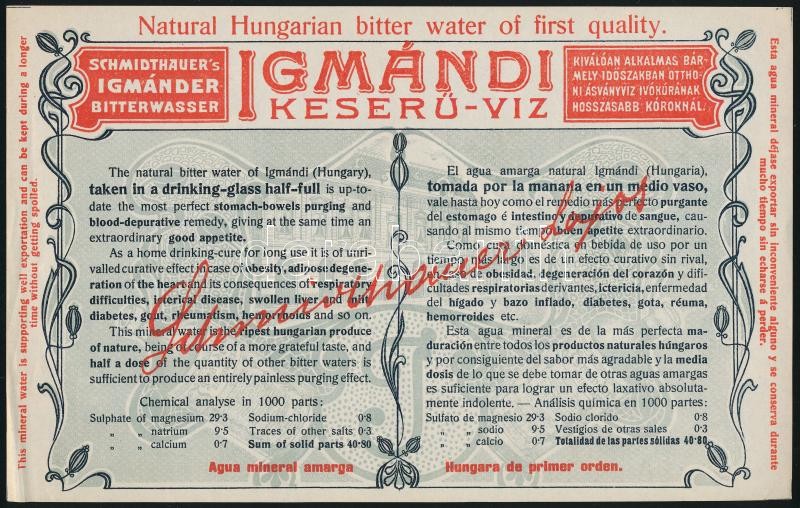 Natural Hungarian bitter water of first quality.
SCHMIDTHAUER's
IGMÁNDER
BITTERWASSER
IGMÁNDI
KESERŰ-VIZ
KIVÁLÓAN ALKALMAS BÁR-
MELY IDŐSZAKBAN OTTHO-
NI ÁSVÁNYVIZ IVÓKÚRÁNAK
HOSSZASABB KÓROKNÁL.
This mineral water is supporting well exportation and can be kept during a longer
time without getting spoiled.
The natural bitter water of Igmándi (Hungary),
taken in a drinking-glass half-full is up-to-
date the most perfect stomach-bowels purging and
blood-depurative remedy, giving at the same time an
extraordinary good appetite.
As a home drinking-cure for long use it is of unri-
valled curative effect in case of obesity, adipose degene-
ration of the heart and its consequences of respiratory
difficulties, icterical disease, swollen liver and milt
diabetes, gout, rheumatism, hemorrhoids and so on.
This mineral water is the ripest hungarian produce
of nature, being of course of a more grateful taste, and
half a dose of the quantity of other bitter waters is
sufficient to produce an entirely painless purging effect.
Chemical analyse in 1000 parts:
Sulphate of magnesium 29·3 Sodium-chloride 0·8
„ „ natrium 9·5 Traces of other salts 0·3
„ „ calcium 0·7 Sum of solid parts 40·80
Agua mineral amarga
El agua amarga natural Igmándi (Hungria),
tomada por la manaja en un medio vaso,
vale hasta hoy como el remedio más perfecto purgante
del estomago é intestino y depurativo de sangue, cau-
sando al mismo tiempo un buen apetite extraordinario.
Como cura doméstica en bebida de uso por un
tiempo más largo es de un efecto curativo sin rival,
en caso de obesidad, degeneración del corazón y difi-
cultades respiratorias derivantes, ictericia, enfermedad
del hígado y bazo inflado, diabetes, gota, réuma,
hemorroides etc.
Esta agua mineral es de la más perfecta ma-
duración entre todos los productos naturales húngaros
y por consiguiente del sabor más agradable y la media
dosis de lo que se debe tomar de otras aguas amargas
es suficiente para lograr un efecto laxativo absoluta-
mente indolente. — Análisis química en 1000 partes:
Sulfato de magnesio 29·3 Sodio clorido 0·8
„ „ sodio 9·5 Vestigios de otras sales 0·3
„ „ calcio 0·7 Totalidad de las partes sólidas 40·80
Hungara de primer orden.
Esta agua mineral déjase exportar sin inconveniente alguno y se conserva durante
mucho tiempo sin echarse á perder.
Schmidthauer Lajos